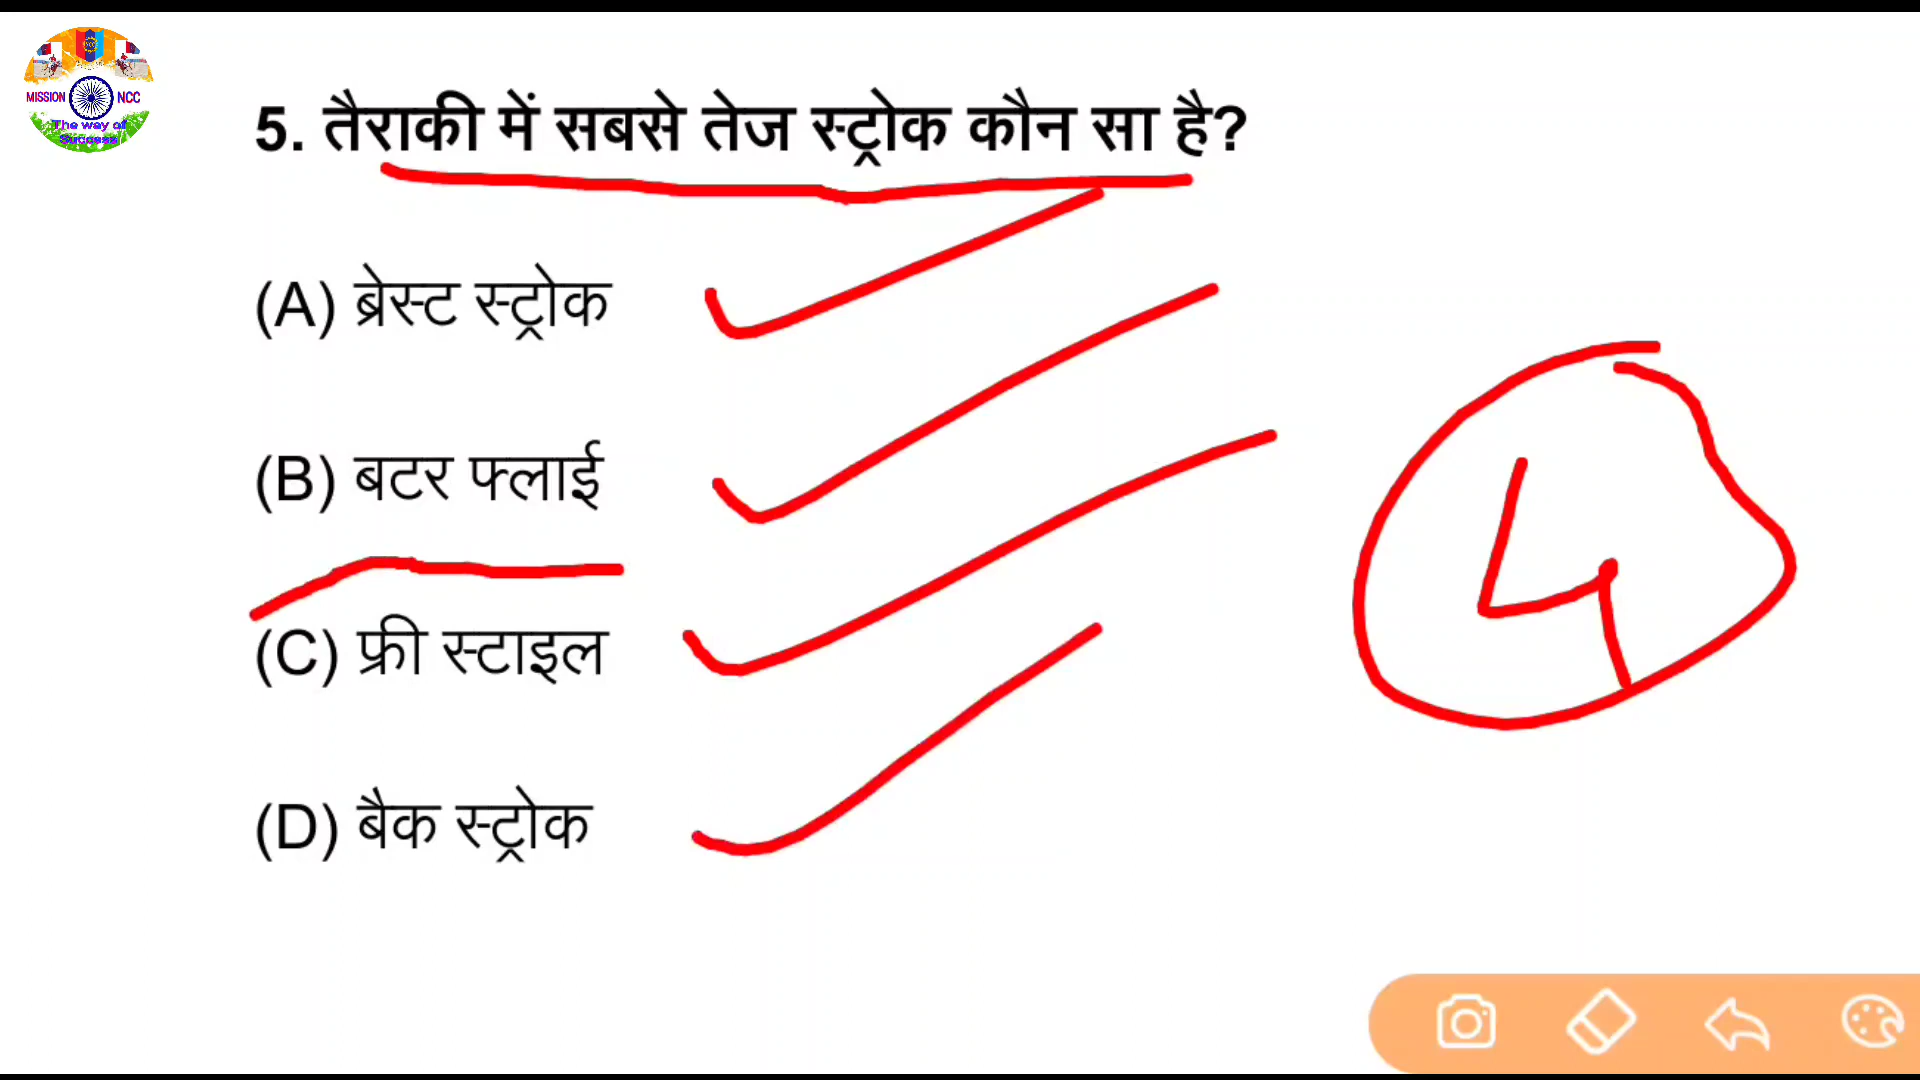 MISSION NCC
The way of
Success
5. तैराकी में सबसे तेज स्ट्रोक कौन सा है?
(A) ब्रेस्ट स्ट्रोक
(B) बटर फ्लाई
(C) फ्री स्टाइल
(D) बैक स्ट्रोक
4